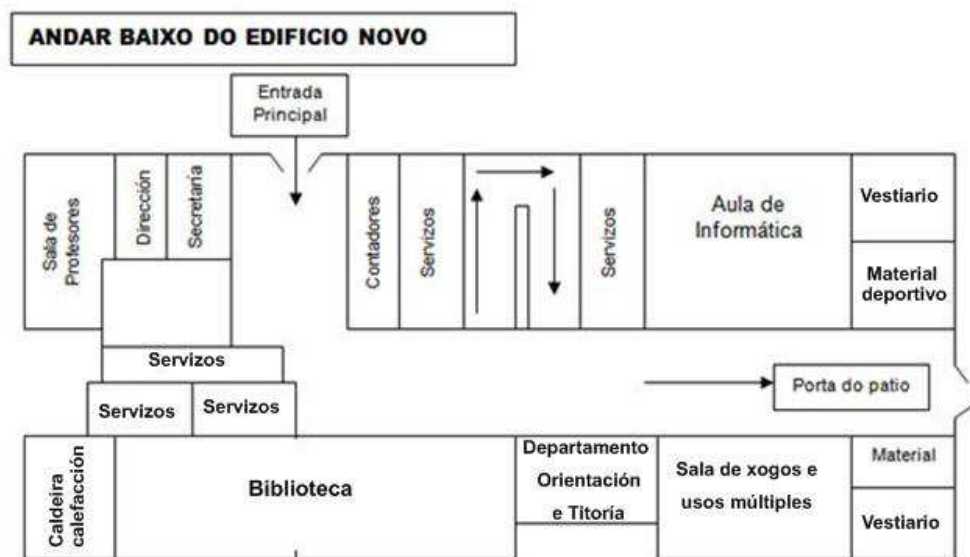 ANDAR BAIXO DO EDIFICIO NOVO
Entrada
Principal
Sala de
Profesores
Dirección
Secretaría
Contadores
Servizos
Servizos
Aula de
Informática
Vestiario
Material
deportivo
Servizos
Servizos
Servizos
Porta do patio
Caldeira
calefacción
Biblioteca
Departamento
Orientación
e Titoría
Sala de xogos e
usos múltiples
Material
Vestiario